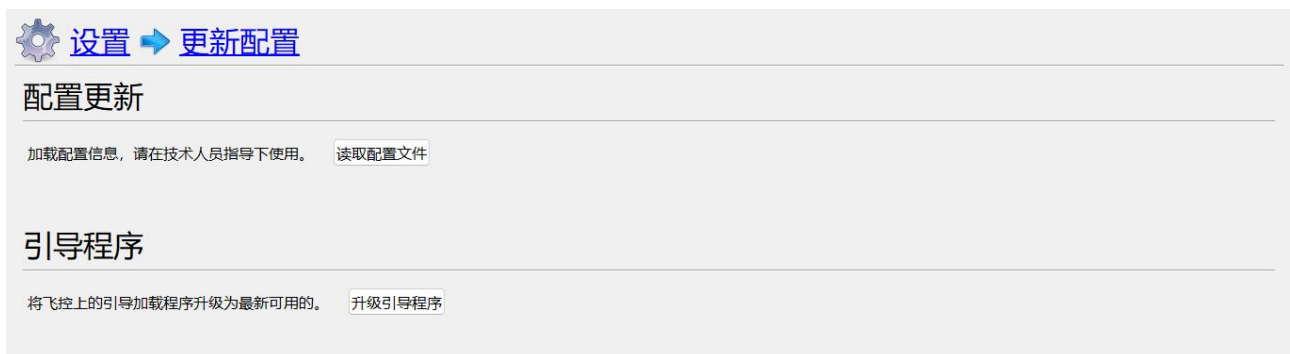 设置 更新配置
配置更新
加载配置信息，请在技术人员指导下使用。 读取配置文件
引导程序
将飞控上的引导加载程序升级为最新可用的。 升级引导程序